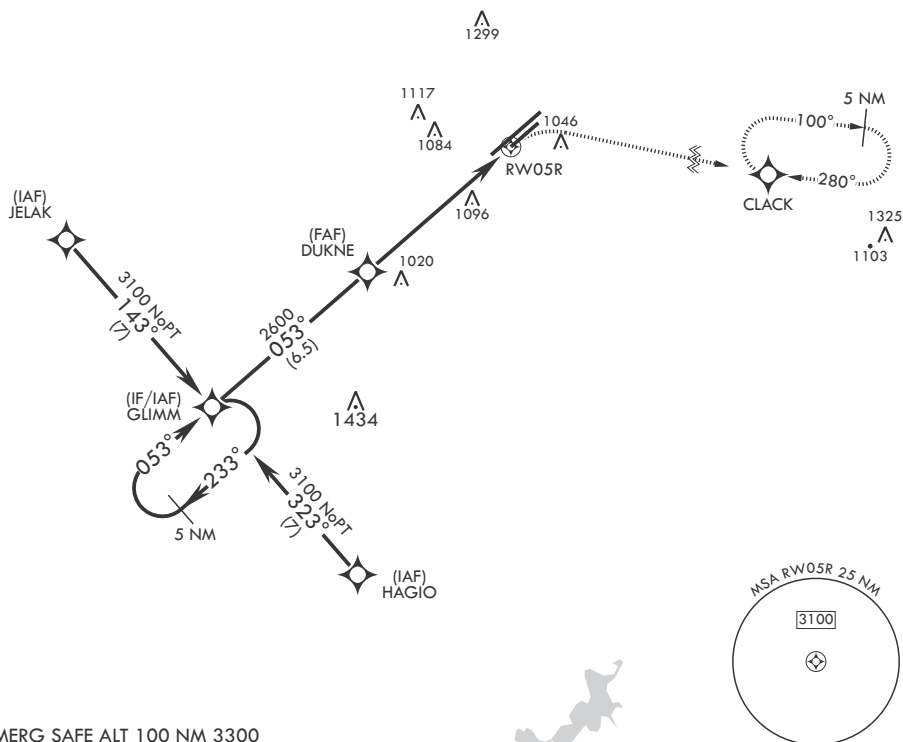 1299
1117
1084
1046
RW05R
5 NM
100°
280°
CLACK
1096
1325
1103
(IAF)
JELAK
(FAF)
DUKNE
1020
3100 NoPT
143°
(7)
2600
053°
(6.5)
(IF/IAF)
GLIMM
1434
053°
233°
5 NM
3100 NoPT
323°
(7)
(IAF)
HAGIO
MSA RW05R 25 NM
3100
MERG SAFE ALT 100 NM 3300